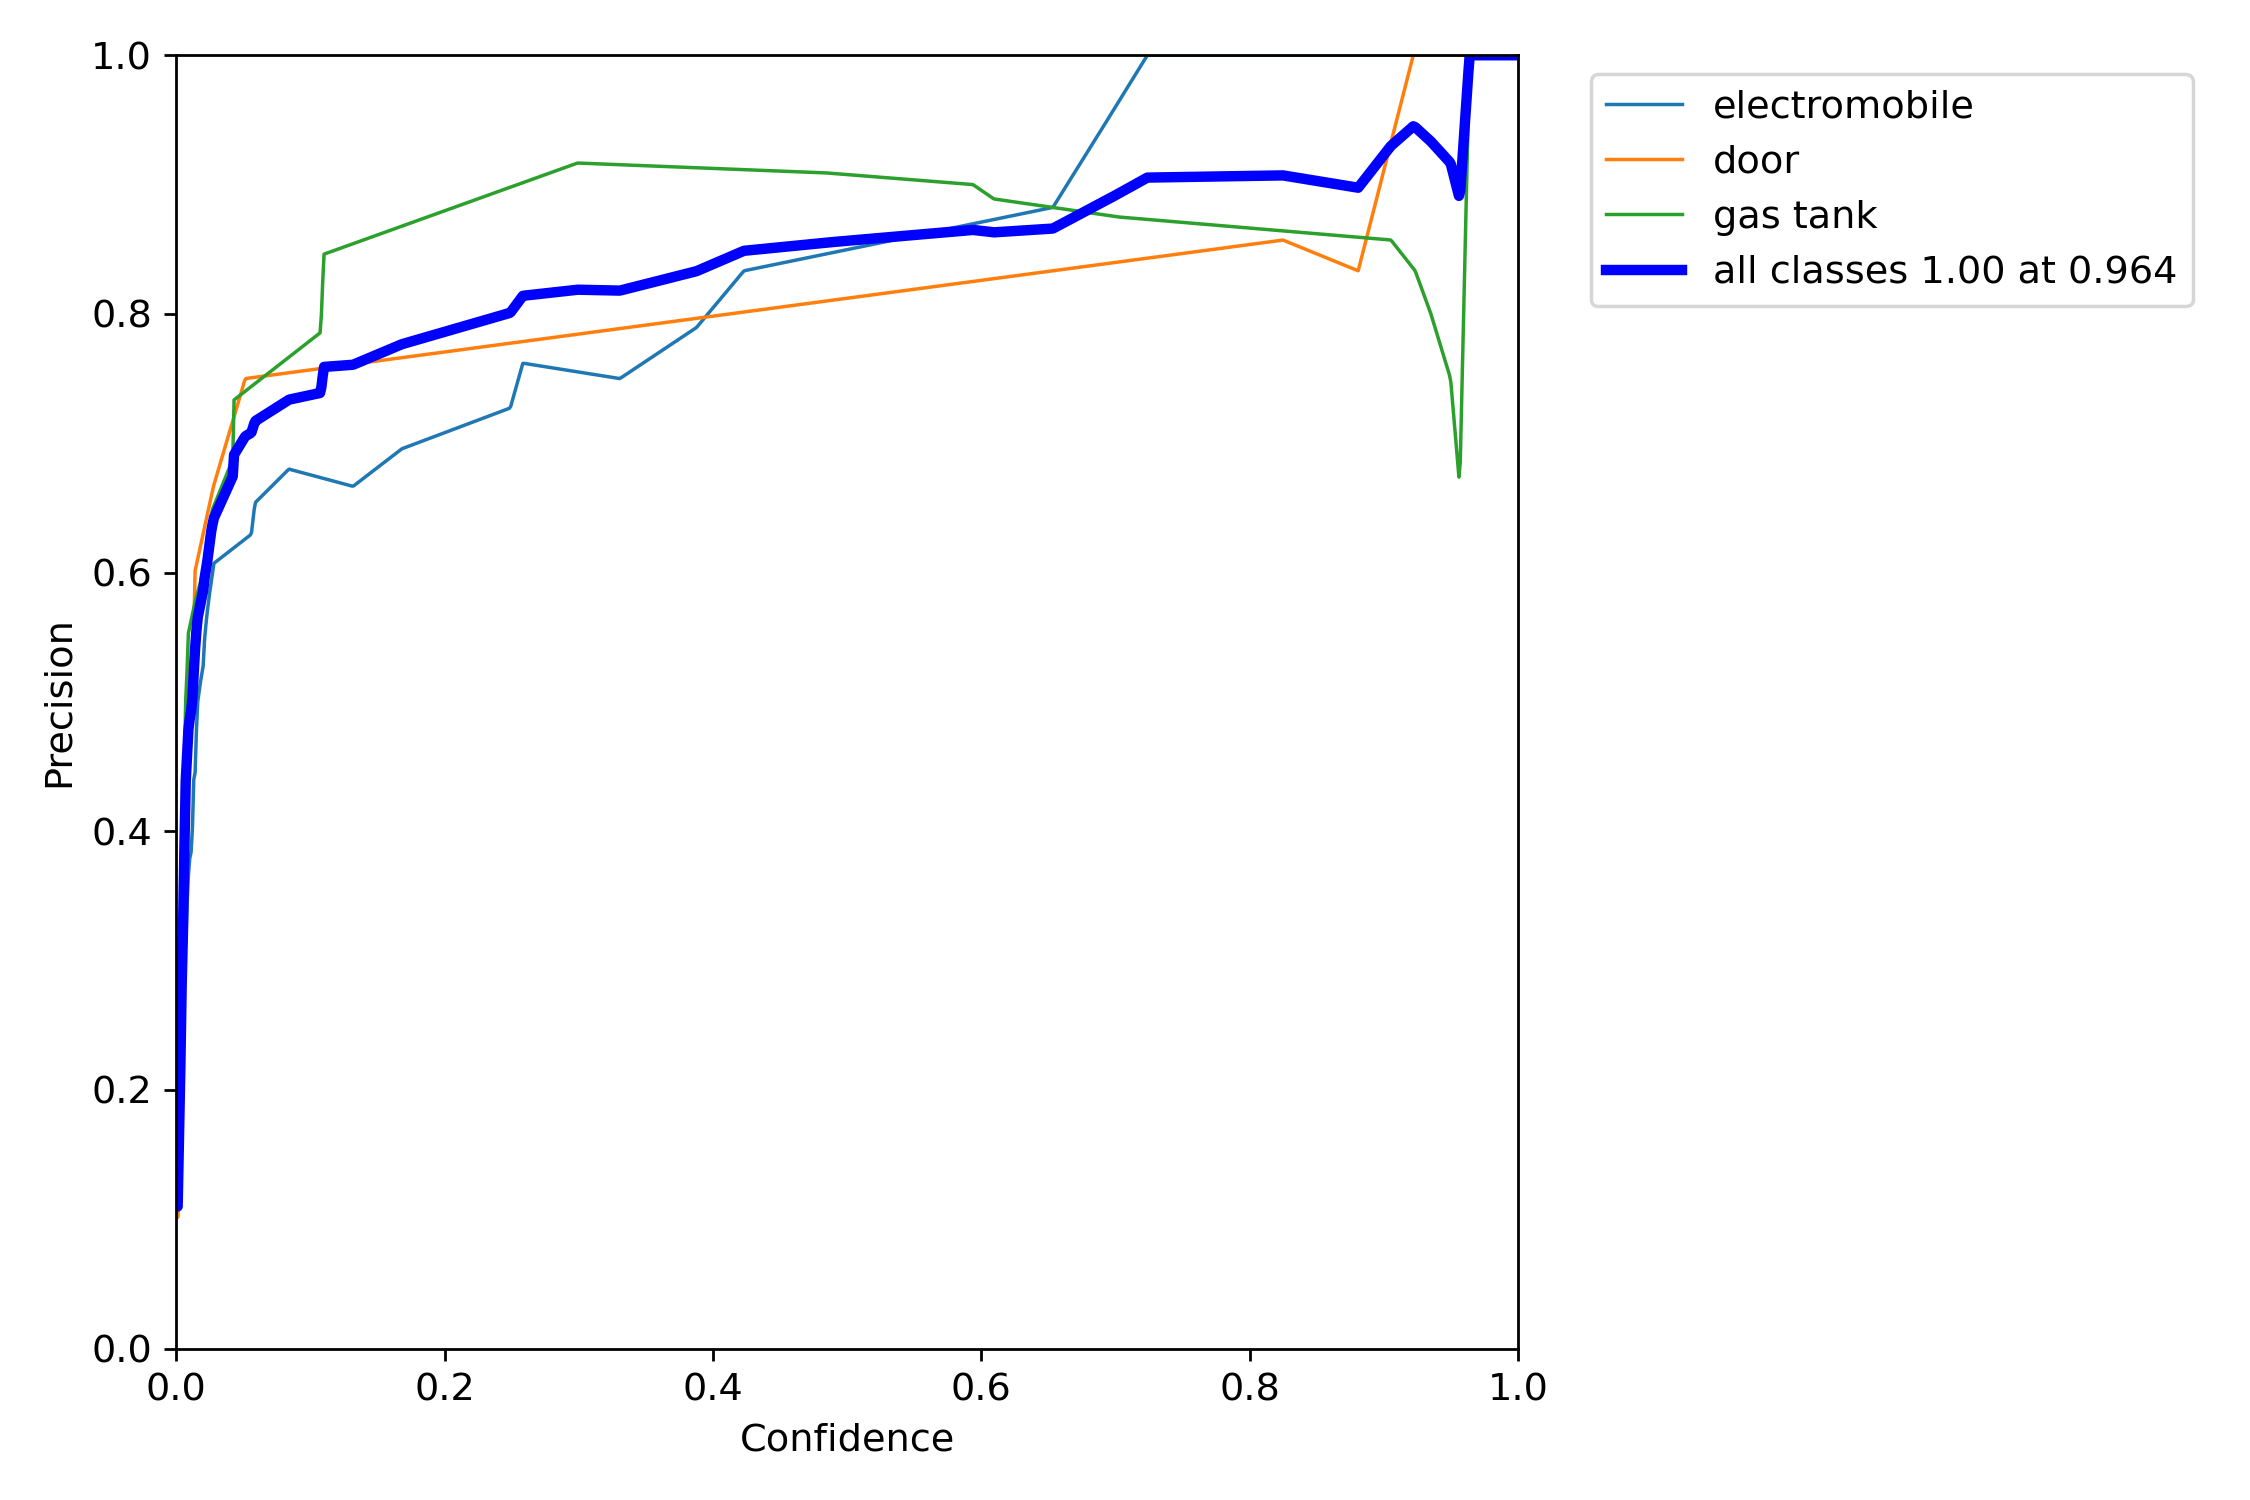 1.0
0.8
0.6
0.4
0.2
0.0
Precision
0.0 0.2 0.4 0.6 0.8 1.0
Confidence
electromobile
door
gas tank
all classes 1.00 at 0.964